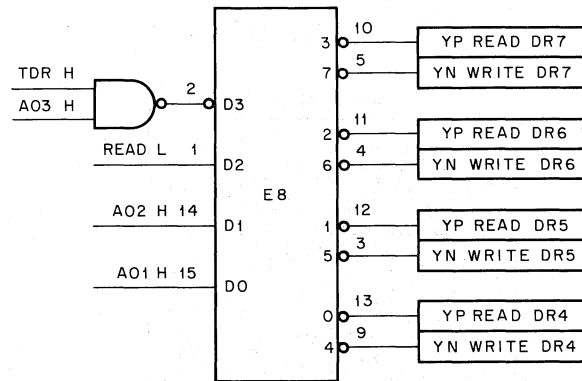 10
3 YP READ DR7
5
7 YN WRITE DR7
TDR H
2
A03 H D3
11
2 YP READ DR6
READ L 1 D2
4
6 YN WRITE DR6
E8
12
A02 H 14 D1 1 YP READ DR5
3
5 YN WRITE DR5
A01 H 15 D0
13
0 YP READ DR4
9
4 YN WRITE DR4